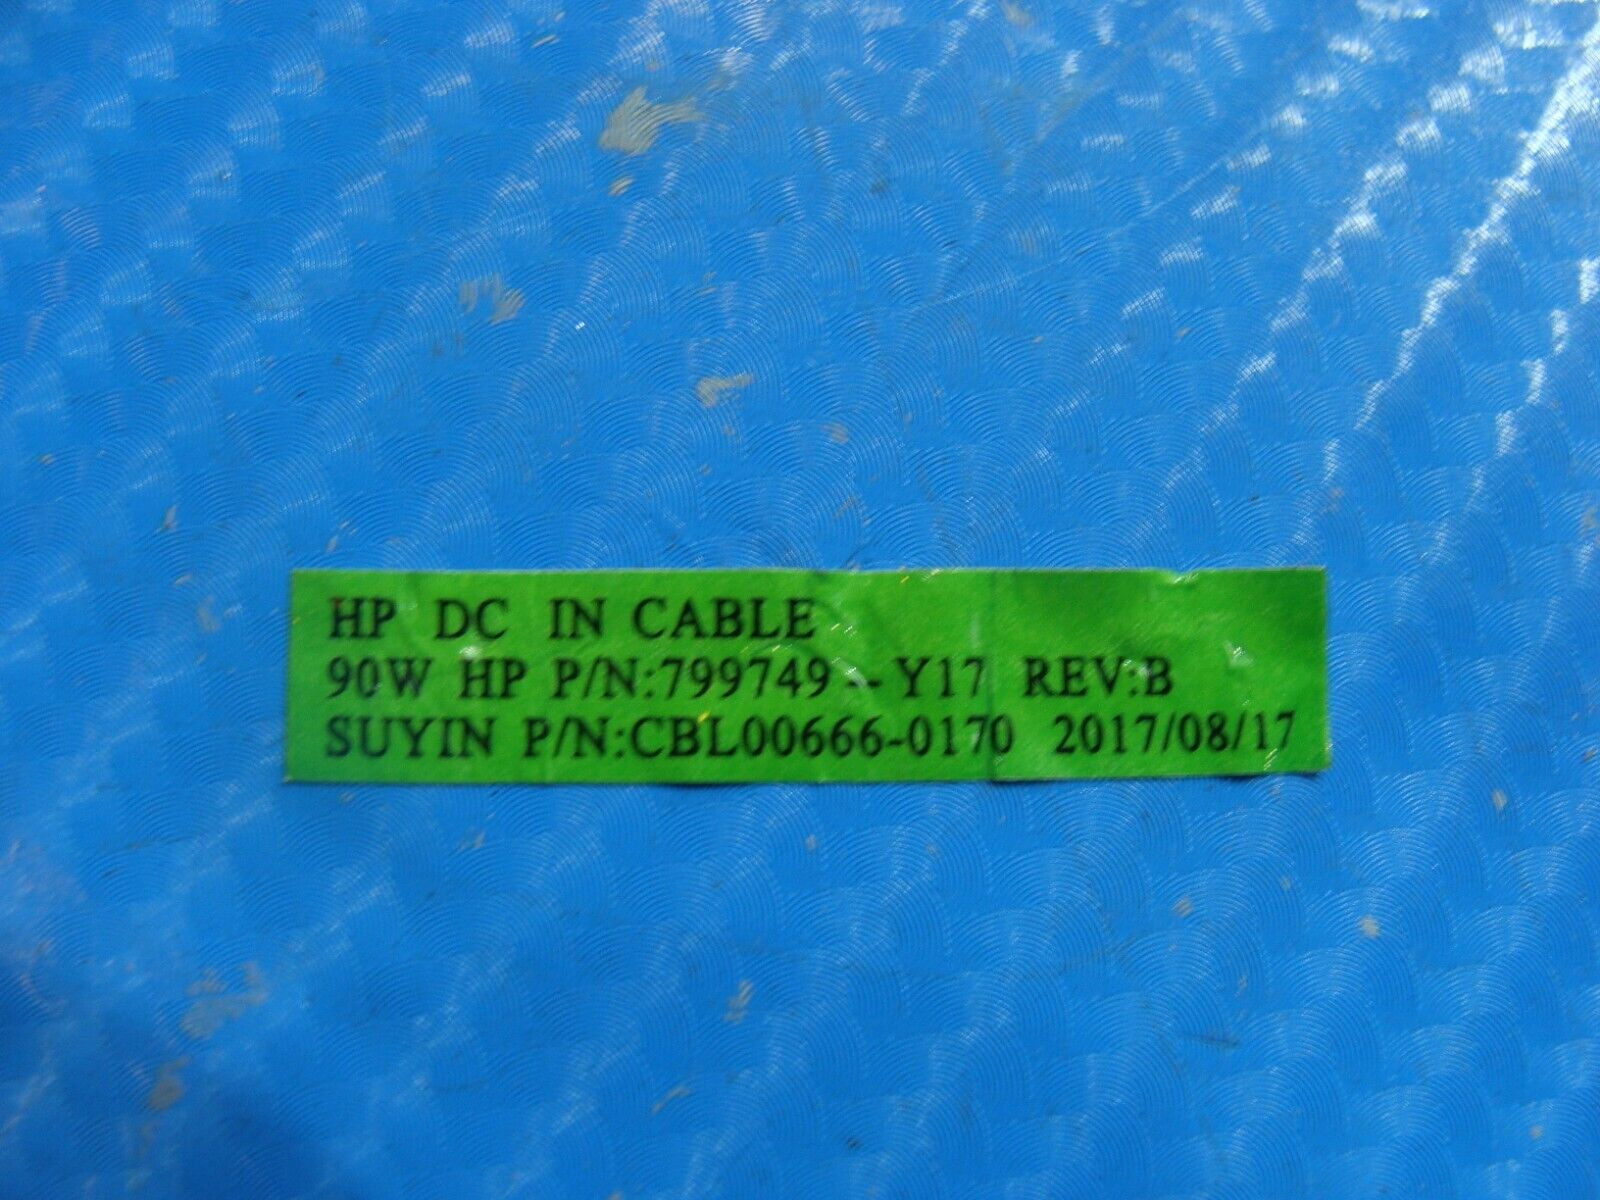 HP DC IN CABLE
90W HP P/N:799749-Y17 REV:B
SUYIN P/N:CBL00666-0170 2017/08/17